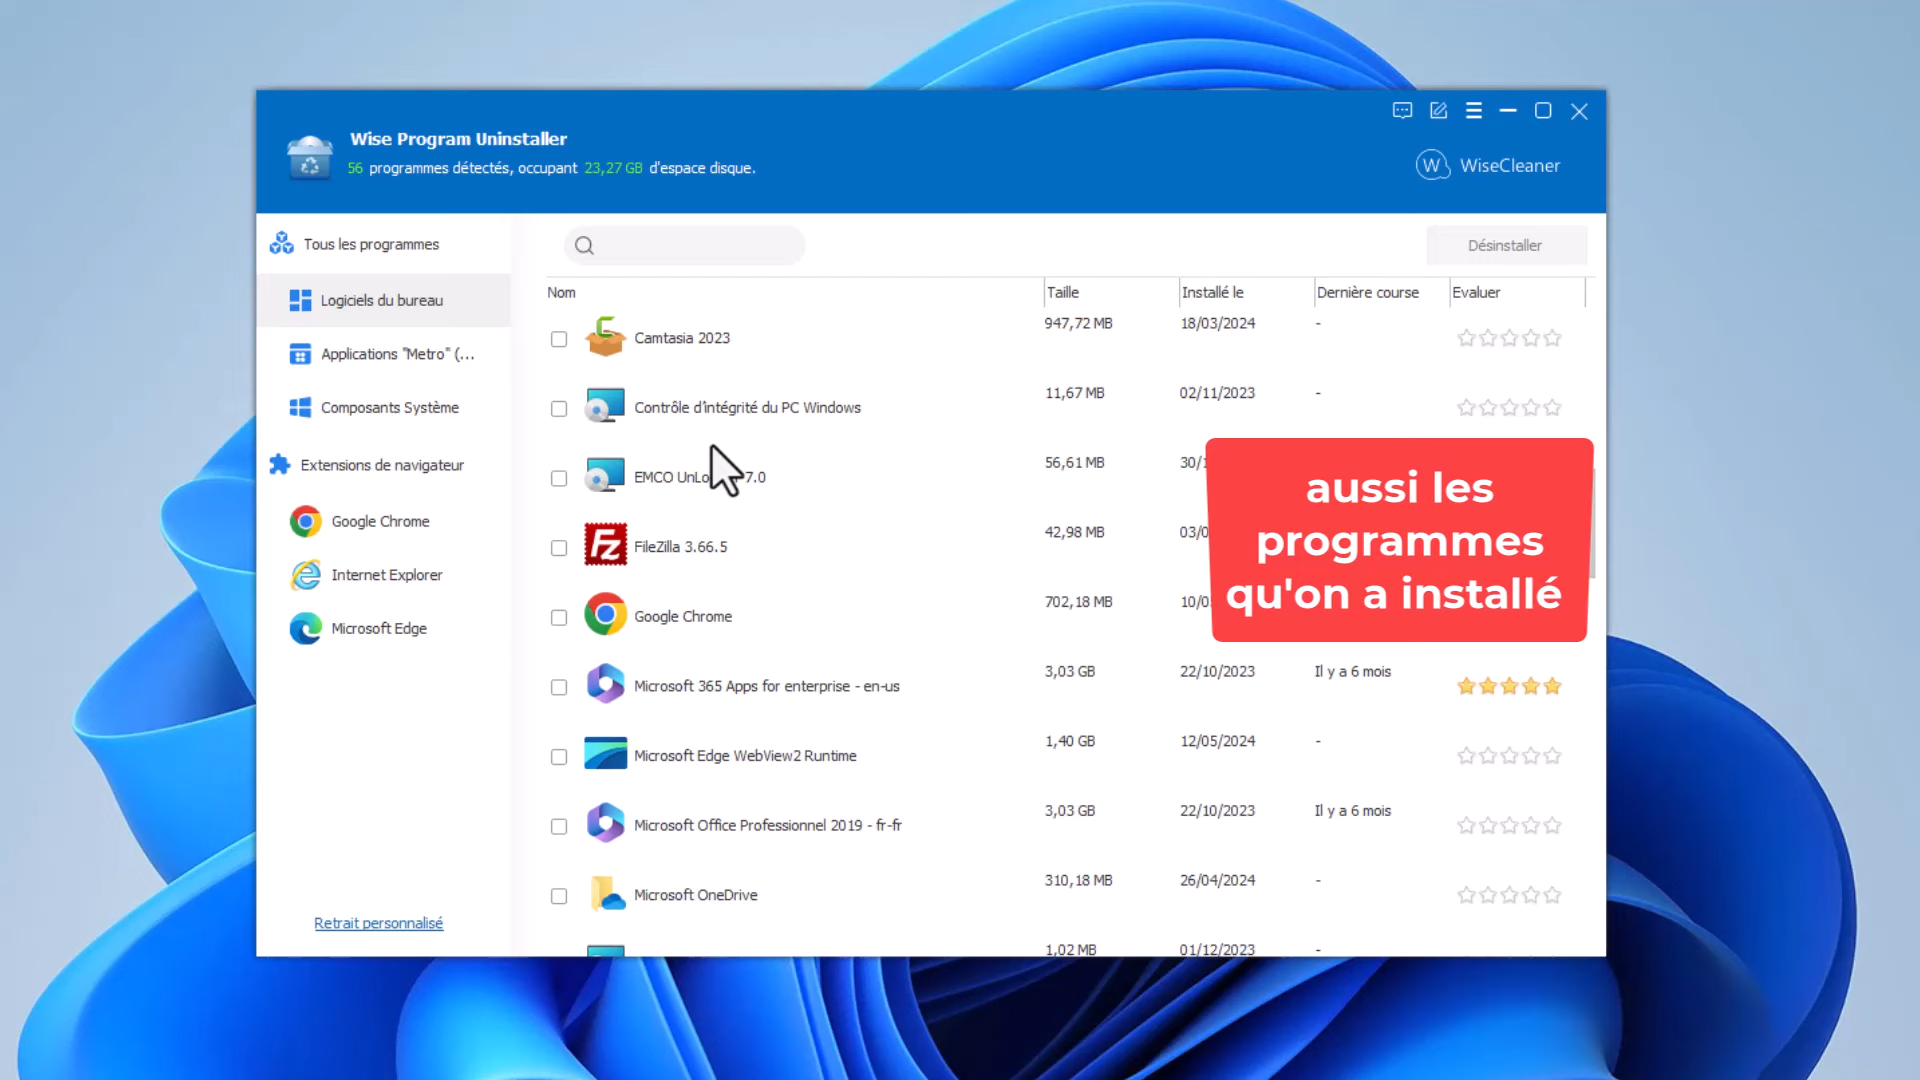 Wise Program Uninstaller
56 programmes détectés, occupant 23,27 GB d'espace disque.
WiseCleaner
Tous les programmes
Logiciels du bureau
Applications "Metro" (...
Composants Système
Extensions de navigateur
Google Chrome
Internet Explorer
Microsoft Edge
Retrait personnalisé
Désinstaller
Nom Taille Installé le Dernière course Evaluer
Camtasia 2023 947,72 MB 18/03/2024 -
Contrôle d'intégrité du PC Windows 11,67 MB 02/11/2023 -
EMCO 7.0 56,61 MB
FileZilla 3.66.5 42,98 MB
Google Chrome 702,18 MB
Microsoft 365 Apps for enterprise - en-us 3,03 GB 22/10/2023 Il y a 6 mois
Microsoft Edge WebView2 Runtime 1,40 GB 12/05/2024 -
Microsoft Office Professionnel 2019 - fr-fr 3,03 GB 22/10/2023 Il y a 6 mois
Microsoft OneDrive 310,18 MB 26/04/2024 -
1,02 MB 01/12/2023 -
aussi les
programmes
qu'on a installé